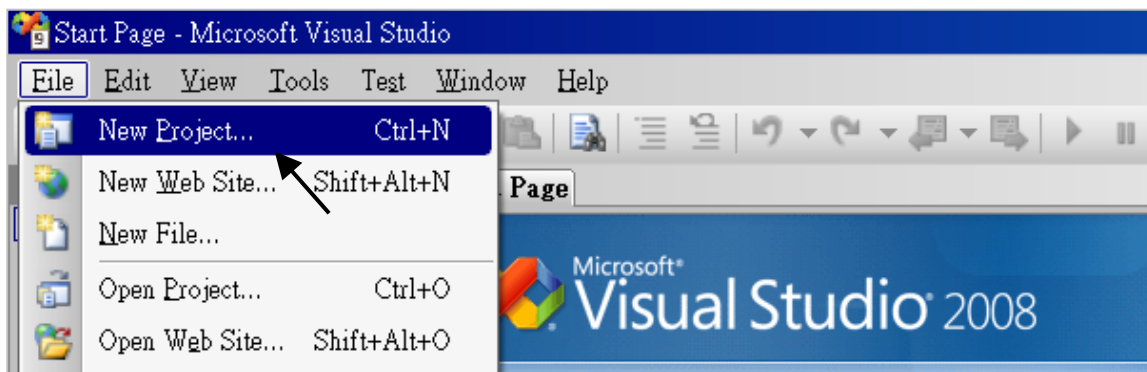 Start Page - Microsoft Visual Studio
File Edit View Tools Test Window Help
New Project... Ctrl+N
New Web Site... Shift+Alt+N
Page
New File...
Microsoft®
Visual Studio® 2008
Open Project... Ctrl+O
Open Web Site... Shift+Alt+O